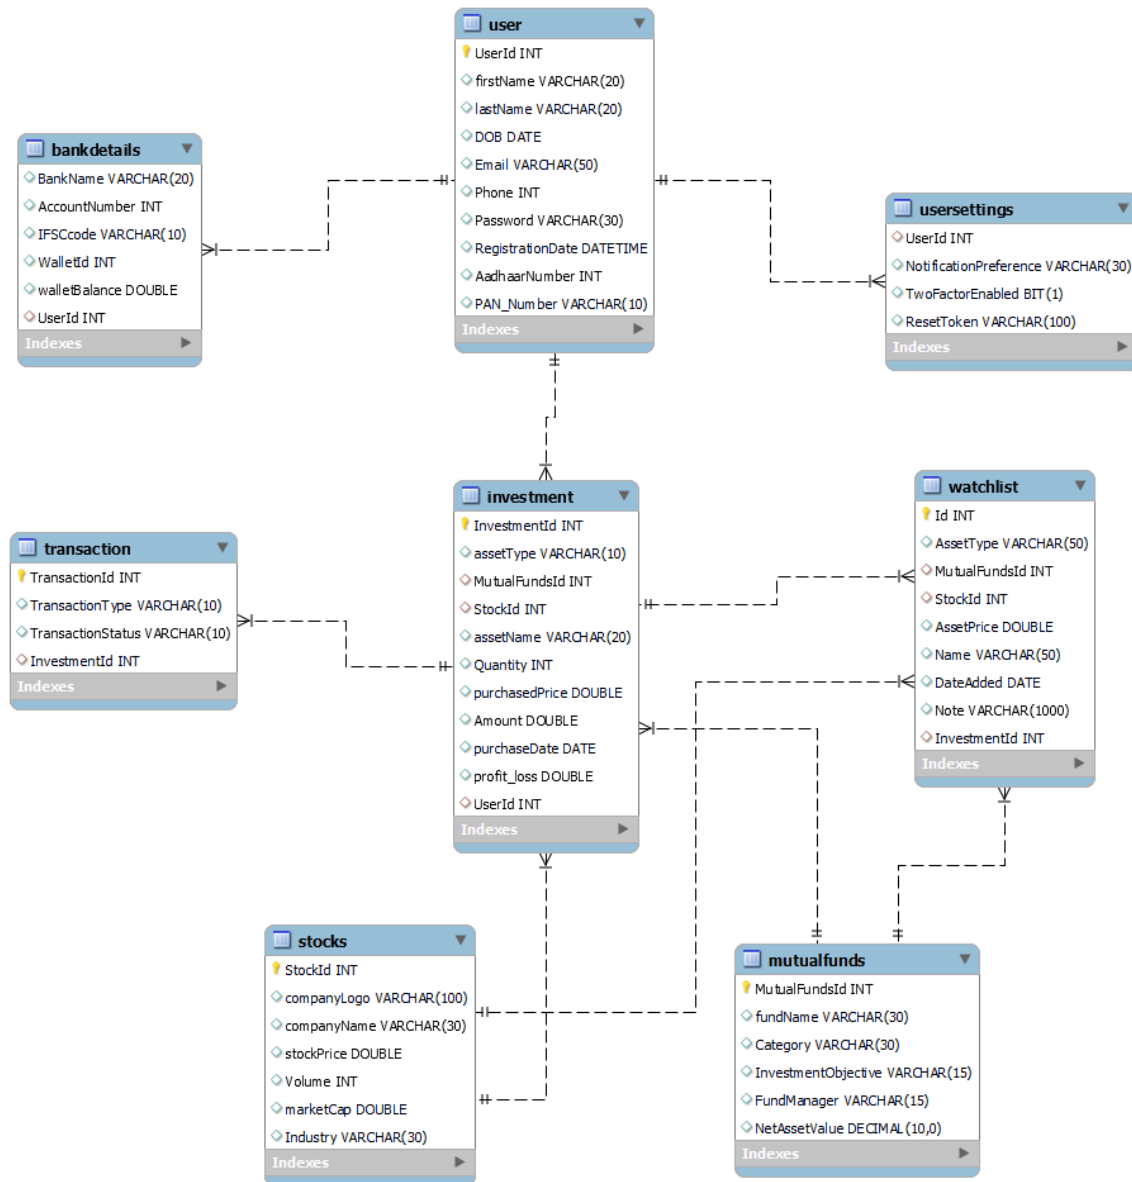 user
UserId INT
firstName VARCHAR(20)
lastName VARCHAR(20)
DOB DATE
Email VARCHAR(50)
Phone INT
Password VARCHAR(30)
RegistrationDate DATETIME
AadhaarNumber INT
PAN_Number VARCHAR(10)
Indexes
bankdetails
BankName VARCHAR(20)
AccountNumber INT
IFSCcode VARCHAR(10)
WalletId INT
walletBalance DOUBLE
UserId INT
Indexes
usersettings
UserId INT
NotificationPreference VARCHAR(30)
TwoFactorEnabled BIT(1)
ResetToken VARCHAR(100)
Indexes
transaction
TransactionId INT
TransactionType VARCHAR(10)
TransactionStatus VARCHAR(10)
InvestmentId INT
Indexes
investment
InvestmentId INT
assetType VARCHAR(10)
MutualFundsId INT
StockId INT
assetName VARCHAR(20)
Quantity INT
purchasedPrice DOUBLE
Amount DOUBLE
purchaseDate DATE
profit_loss DOUBLE
UserId INT
Indexes
watchlist
Id INT
AssetType VARCHAR(50)
MutualFundsId INT
StockId INT
AssetPrice DOUBLE
Name VARCHAR(50)
DateAdded DATE
Note VARCHAR(1000)
InvestmentId INT
Indexes
stocks
StockId INT
companyLogo VARCHAR(100)
companyName VARCHAR(30)
stockPrice DOUBLE
Volume INT
marketCap DOUBLE
Industry VARCHAR(30)
Indexes
mutualfunds
MutualFundsId INT
fundName VARCHAR(30)
Category VARCHAR(30)
InvestmentObjective VARCHAR(15)
FundManager VARCHAR(15)
NetAssetValue DECIMAL(10,0)
Indexes